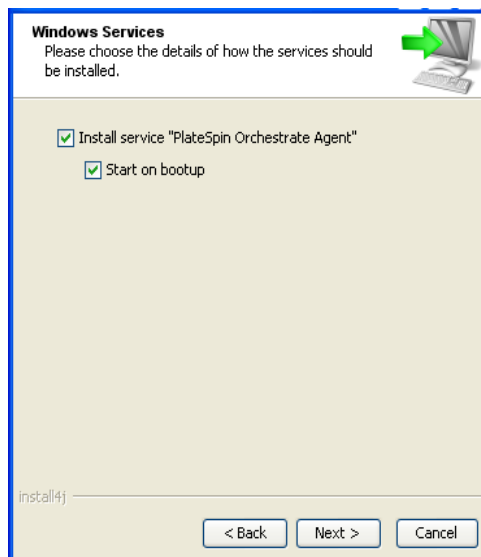 Windows Services
Please choose the details of how the services should
be installed.
Install service "PlateSpin Orchestrate Agent"
Start on bootup
install4j
< Back
Next >
Cancel